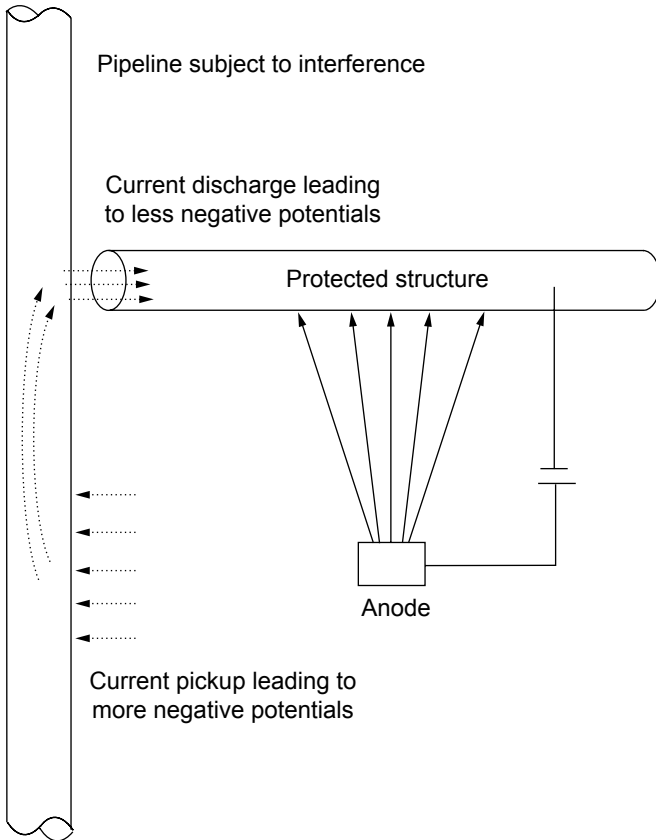 Pipeline subject to interference
Current discharge leading
to less negative potentials
Protected structure
Anode
Current pickup leading to
more negative potentials